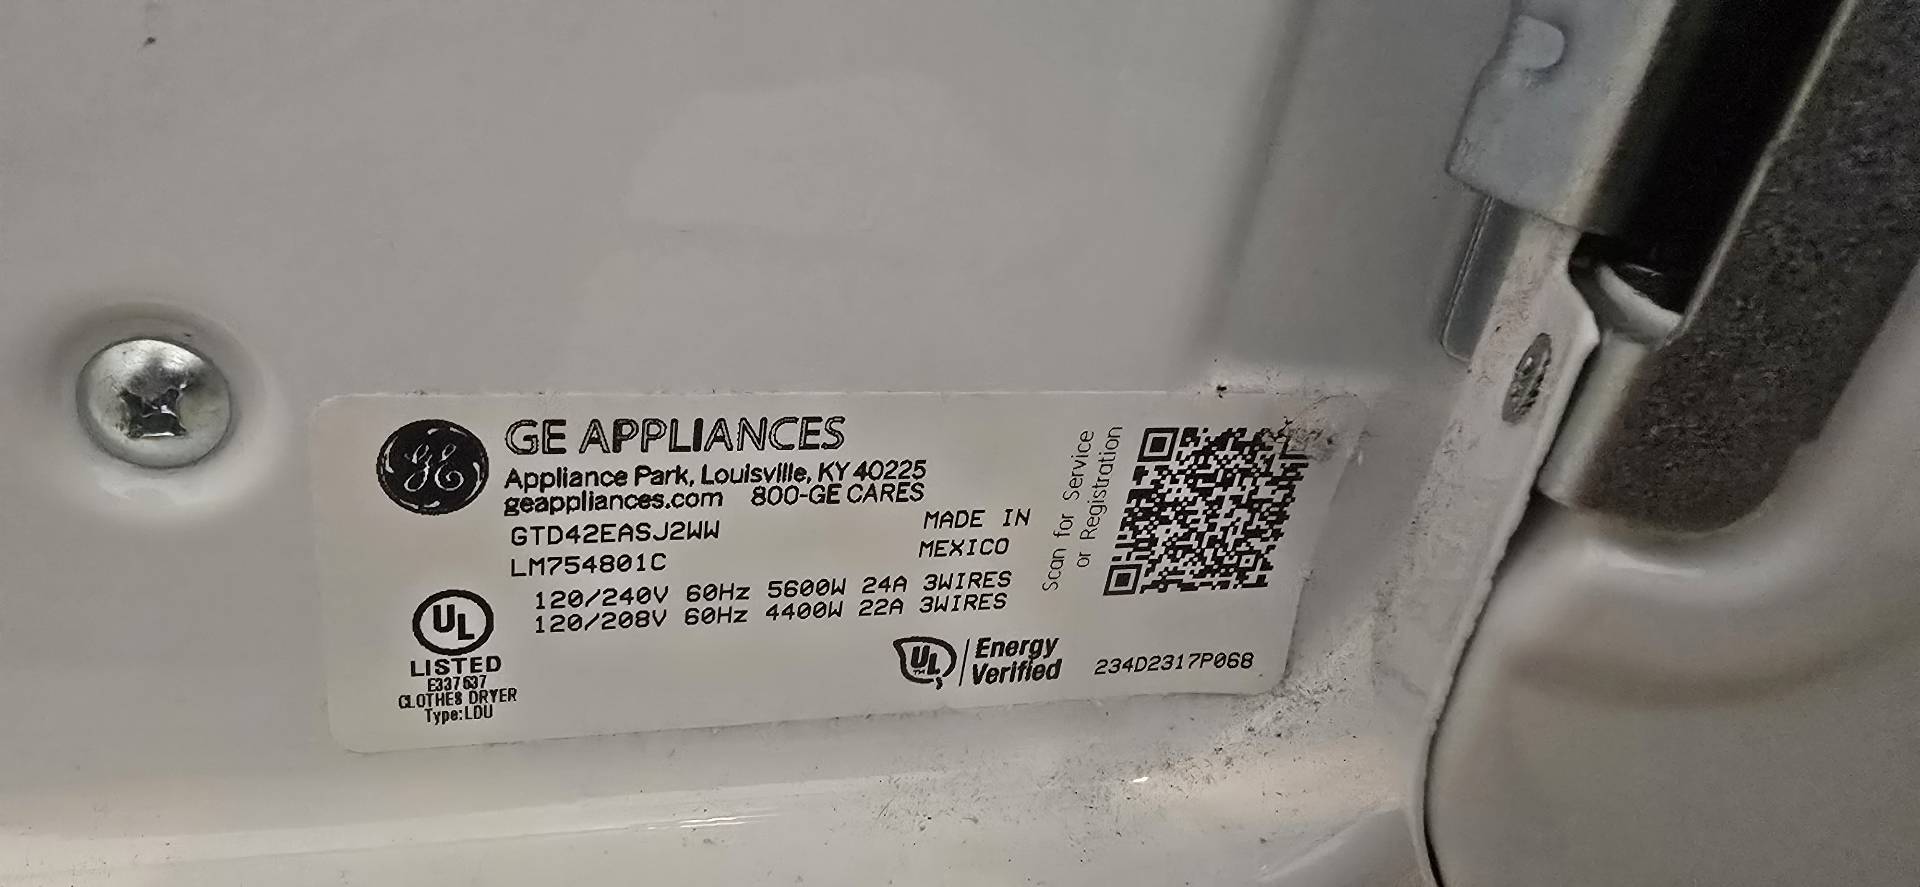 GE APPLIANCES
Appliance Park, Louisville, KY 40225
geappliances.com 800-GE CARES
GTD42EASJ2WW
LM754801C
MADE IN
MEXICO
120/240V 60Hz 5600W 24A 3WIRES
120/208V 60Hz 4400W 22A 3WIRES
UL
LISTED
E337637
CLOTHES DRYER
Type:LDU
UL
Energy
Verified
234D2317P068
Scan for Service
or Registration